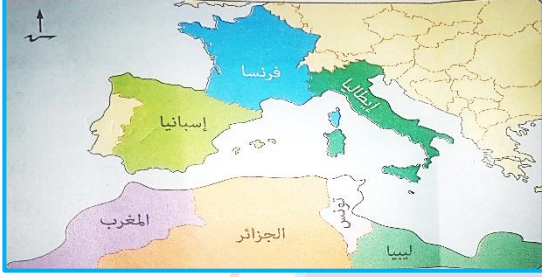 فرنسا
إيطاليا
إسبانيا
تونس
المغرب
الجزائر
ليبيا